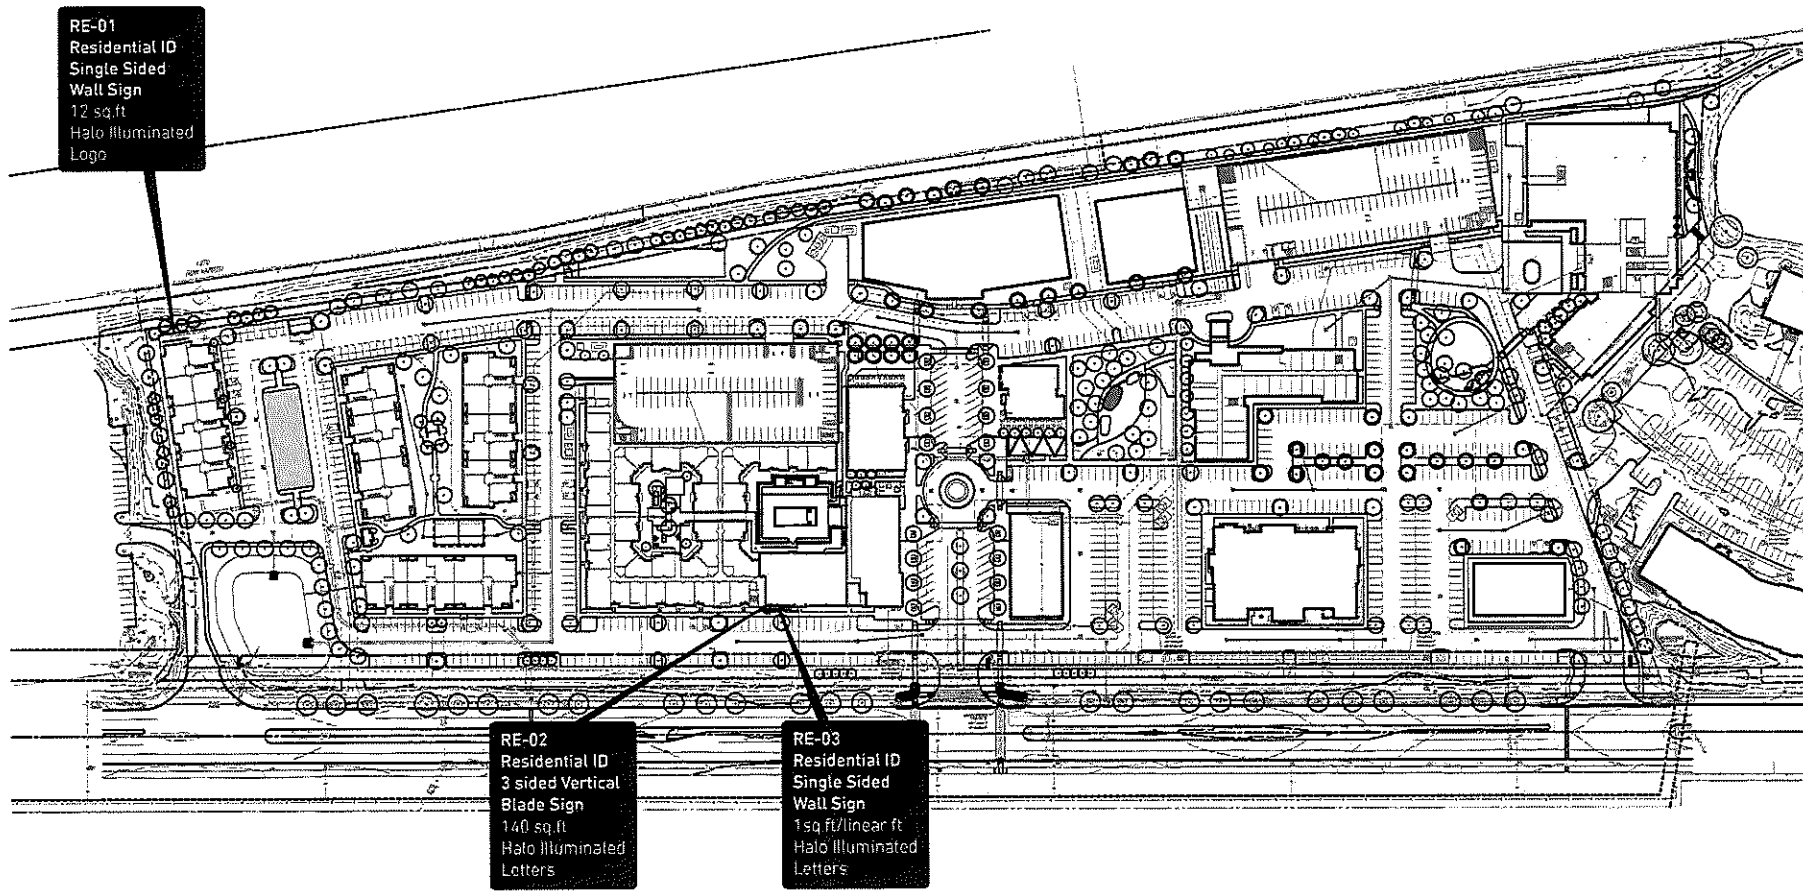 RE-01
Residential ID
Single Sided
Wall Sign
12 sq.ft
Halo Illuminated
Logo
RE-02
Residential ID
3 sided Vertical
Blade Sign
140 sq.ft
Halo Illuminated
Letters
RE-03
Residential ID
Single Sided
Wall Sign
1sq.ft/linear ft
Halo Illuminated
Letters